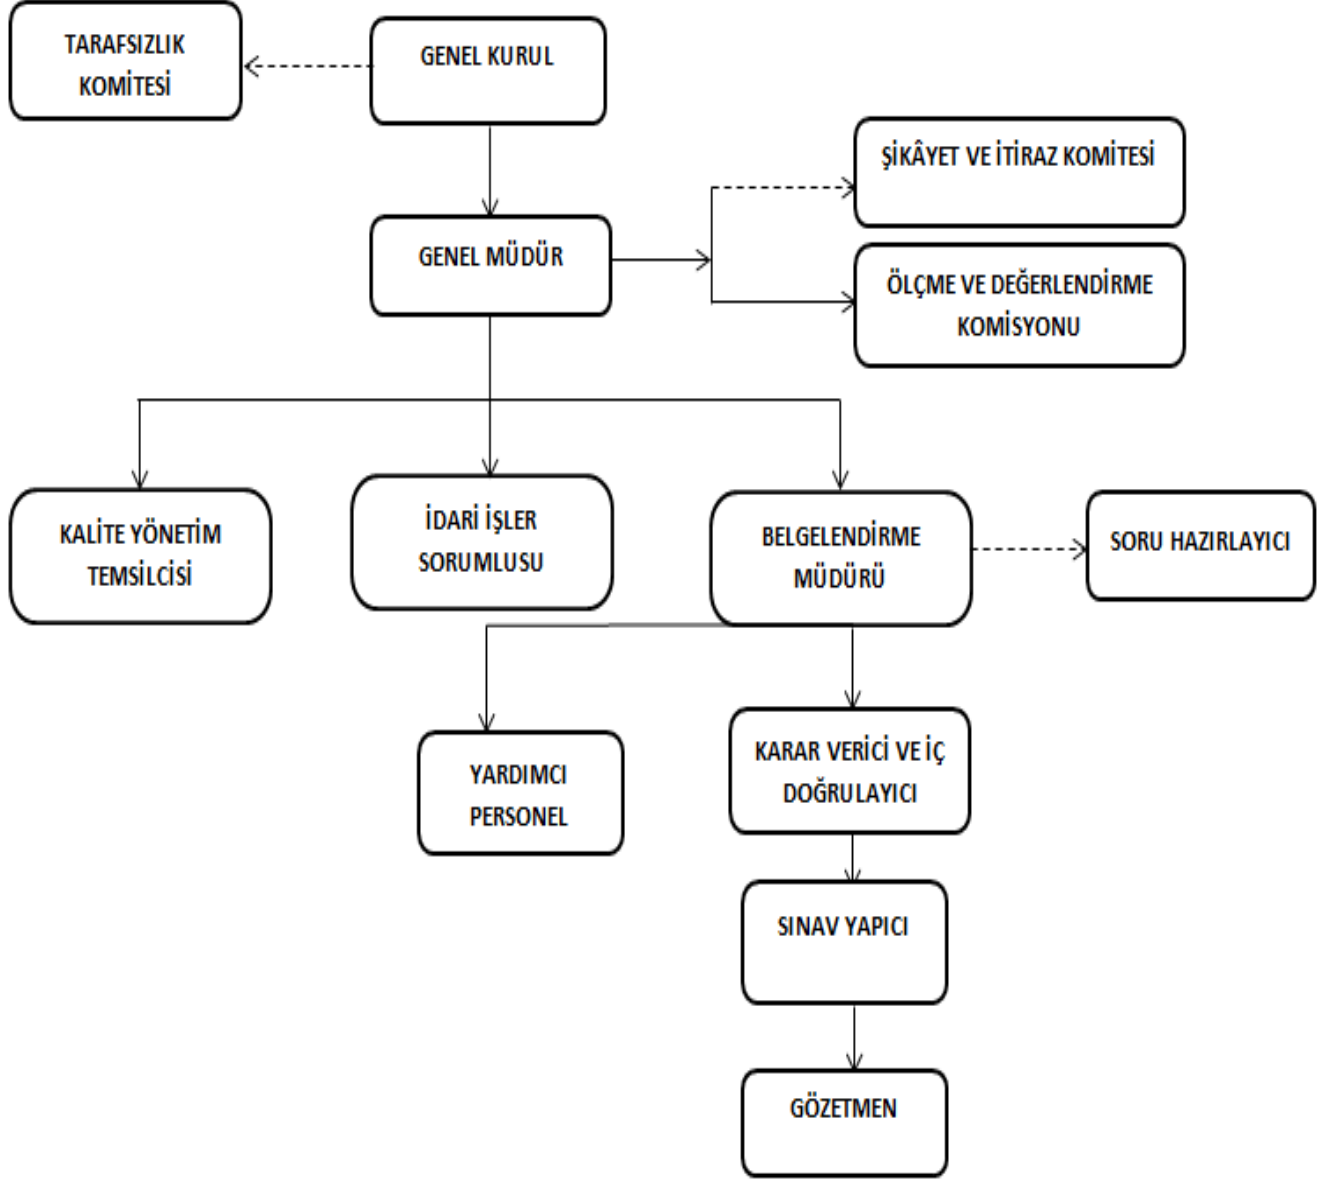 TARAFSIZLIK
KOMİTESİ
GENEL KURUL
ŞİKÂYET VE İTİRAZ KOMİTESİ
GENEL MÜDÜR
ÖLÇME VE DEĞERLENDİRME
KOMİSYONU
KALİTE YÖNETİM
TEMSİLCİSİ
İDARİ İŞLER
SORUMLUSU
BELGELENDİRME
MÜDÜRÜ
SORU HAZIRLAYICI
YARDIMCI
PERSONEL
KARAR VERİCİ VE İÇ
DOĞRULAYICI
SINAV YAPICI
GÖZETMEN